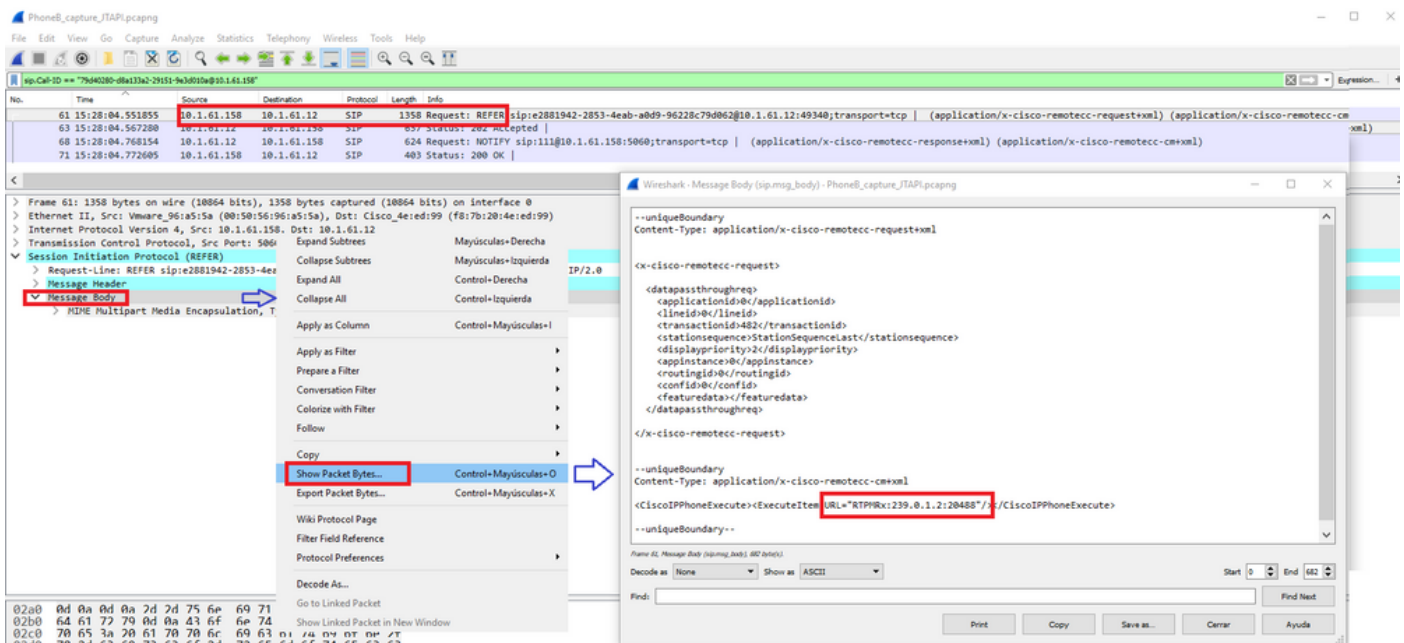 PhoneB_capture_JTAPI.pcapng
File Edit View Go Capture Analyze Statistics Telephony Wireless Tools Help
sip.Call-ID == "79d40280-d8a133a2-29151-9e3d010a@10.1.61.158"
Expression...
No. Time Source Destination Protocol Length Info
61 15:28:04.551855 10.1.61.158 10.1.61.12 SIP 1358 Request: REFER sip:e2881942-2853-4eab-a0d9-96228c79d062@10.1.61.12:49340;transport=tcp | (application/x-cisco-remotecc-request+xml) (application/x-cisco-remotecc-cm
63 15:28:04.567280 10.1.61.12 10.1.61.158 SIP 657 Status: 202 Accepted |
68 15:28:04.768154 10.1.61.12 10.1.61.158 SIP 624 Request: NOTIFY sip:111@10.1.61.158:5060;transport=tcp | (application/x-cisco-remotecc-response+xml) (application/x-cisco-remotecc-cm+xml)
71 15:28:04.772605 10.1.61.158 10.1.61.12 SIP 403 Status: 200 OK |
+xml)
Frame 61: 1358 bytes on wire (10864 bits), 1358 bytes captured (10864 bits) on interface 0
Ethernet II, Src: Vmware_96:a5:5a (00:50:56:96:a5:5a), Dst: Cisco_4e:ed:99 (f8:7b:20:4e:ed:99)
Internet Protocol Version 4, Src: 10.1.61.158, Dst: 10.1.61.12
Transmission Control Protocol, Src Port: 506
Session Initiation Protocol (REFER)
Request-Line: REFER sip:e2881942-2853-4ea
IP/2.0
Message Header
Message Body
MIME Multipart Media Encapsulation, T
Expand Subtrees Mayúsculas+Derecha
Collapse Subtrees Mayúsculas+Izquierda
Expand All Control+Derecha
Collapse All Control+Izquierda
Apply as Column Control+Mayúsculas+I
Apply as Filter
Prepare a Filter
Conversation Filter
Colorize with Filter
Follow
Copy
Show Packet Bytes... Control+Mayúsculas+O
Export Packet Bytes... Control+Mayúsculas+X
Wiki Protocol Page
Filter Field Reference
Protocol Preferences
Decode As...
Go to Linked Packet
Show Linked Packet in New Window
02a0 0d 0a 0d 0a 2d 2d 75 6e 69 71
02b0 64 61 72 79 0d 0a 43 6f 6e 74
02c0 70 65 3a 20 61 70 70 6c 69 63
Wireshark · Message Body (sip.msg_body) · PhoneB_capture_JTAPI.pcapng
--uniqueBoundary
Content-Type: application/x-cisco-remotecc-request+xml
<x-cisco-remotecc-request>
<datapassthroughreq>
<applicationid>0</applicationid>
<lineid>0</lineid>
<transactionid>482</transactionid>
<stationsequence>StationSequenceLast</stationsequence>
<displaypriority>2</displaypriority>
<appinstance>0</appinstance>
<routingid>0</routingid>
<confid>0</confid>
<featuredata></featuredata>
</datapassthroughreq>
</x-cisco-remotecc-request>
--uniqueBoundary
Content-Type: application/x-cisco-remotecc-cm+xml
<CiscoIPPhoneExecute><ExecuteItem URL="RTPMRx:239.0.1.2:20488"/></CiscoIPPhoneExecute>
--uniqueBoundary--
Frame 61, Message Body (sip.msg_body), 682 byte(s).
Decode as None Show as ASCII Start 0 End 682
Find: Find Next
Print Copy Save as... Cerrar Ayuda